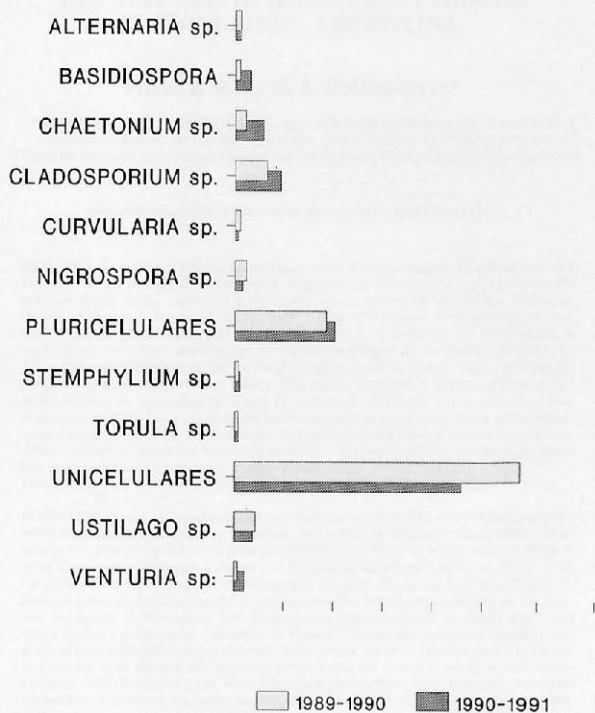 ALTERNARIA sp.
BASIDIOSPORA
CHAETONIUM sp.
CLADOSPORIUM sp.
CURVULARIA sp.
NIGROSPORA sp.
PLURICELULARES
STEMPHYLIUM sp.
TORULA sp.
UNICELULARES
USTILAGO sp.
VENTURIA sp:
1989-1990 1990-1991